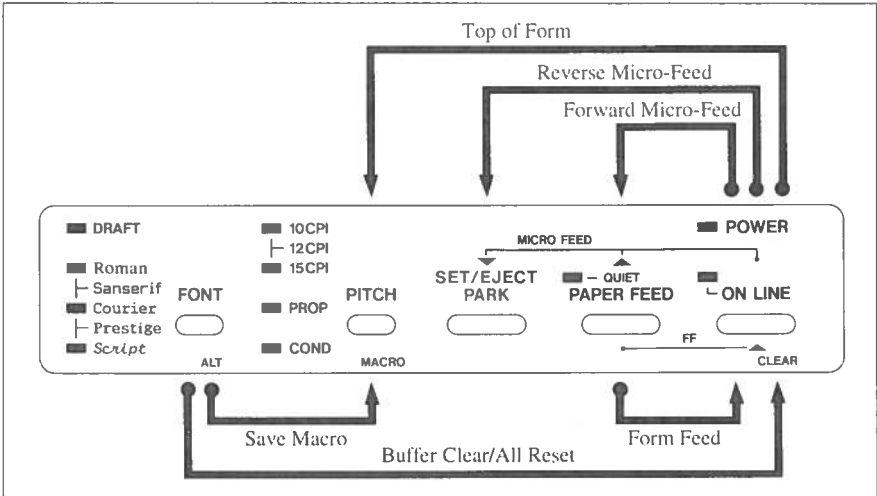 Top of Form
Reverse Micro-Feed
Forward Micro-Feed
DRAFT
10CPI
POWER
12CPI
MICRO FEED
Roman
15CPI
Sanserif
FONT
PITCH
SET/EJECT
PARK
QUIET
PAPER FEED
ON LINE
Courier
PROP
Prestige
Script
COND
FF
ALT
MACRO
CLEAR
Save Macro
Form Feed
Buffer Clear/All Reset